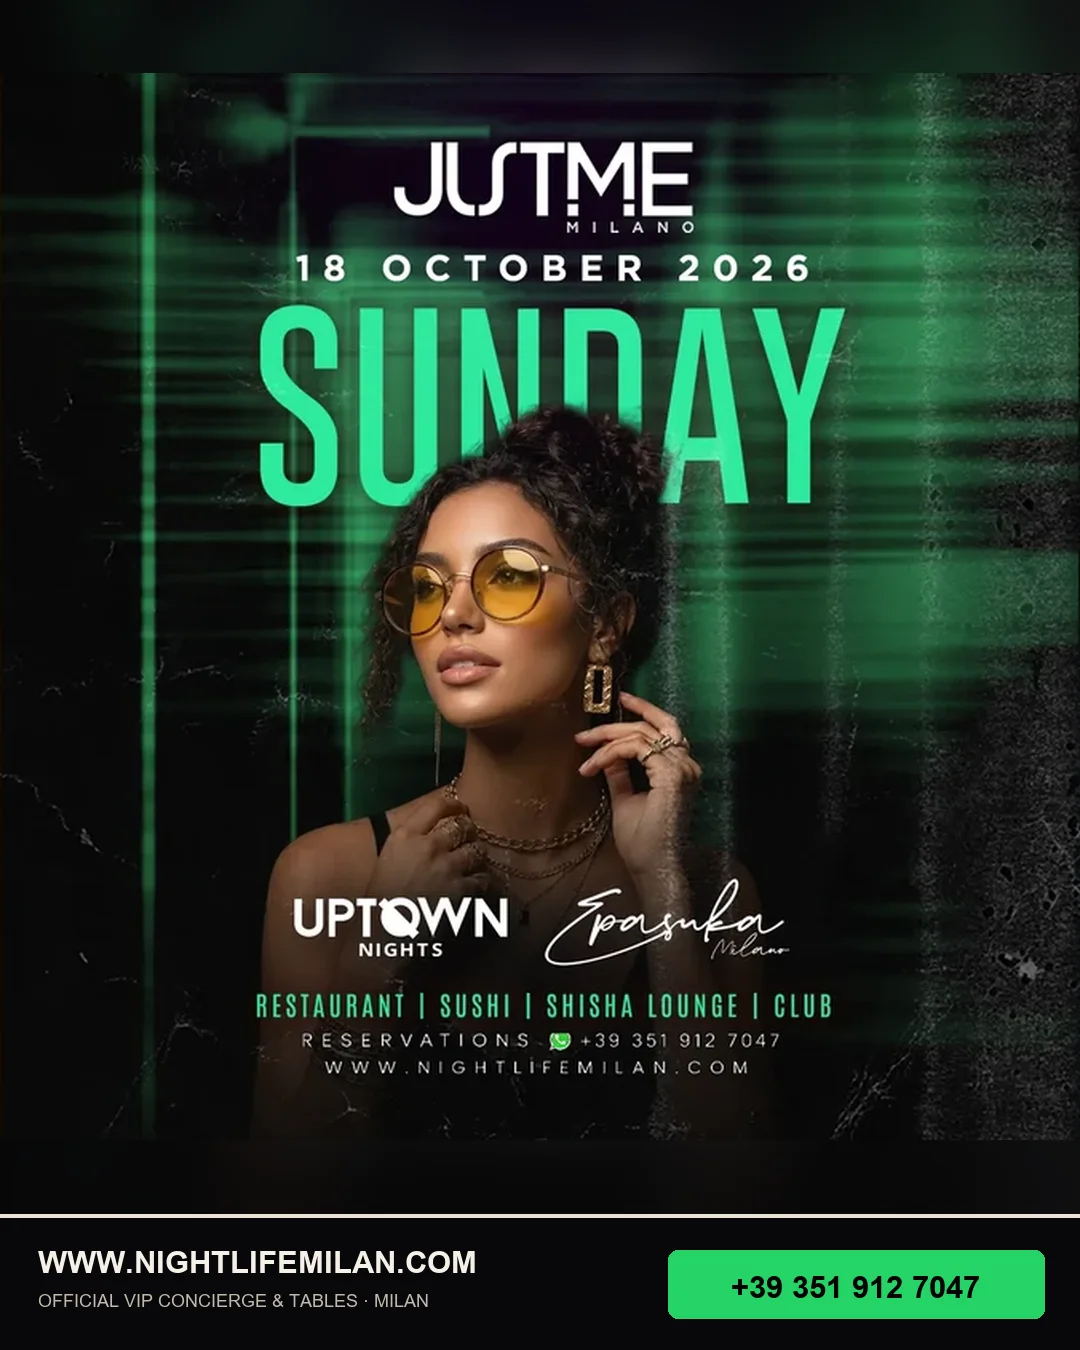 JUSTME
MILANO
18 OCTOBER 2026
SUNDAY
UPTOWN
NIGHTS
Epasuka
Milano
RESTAURANT | SUSHI | SHISHA LOUNGE | CLUB
RESERVATIONS +39 351 912 7047
WWW.NIGHTLIFEMILAN.COM
WWW.NIGHTLIFEMILAN.COM
OFFICIAL VIP CONCIERGE & TABLES · MILAN
+39 351 912 7047